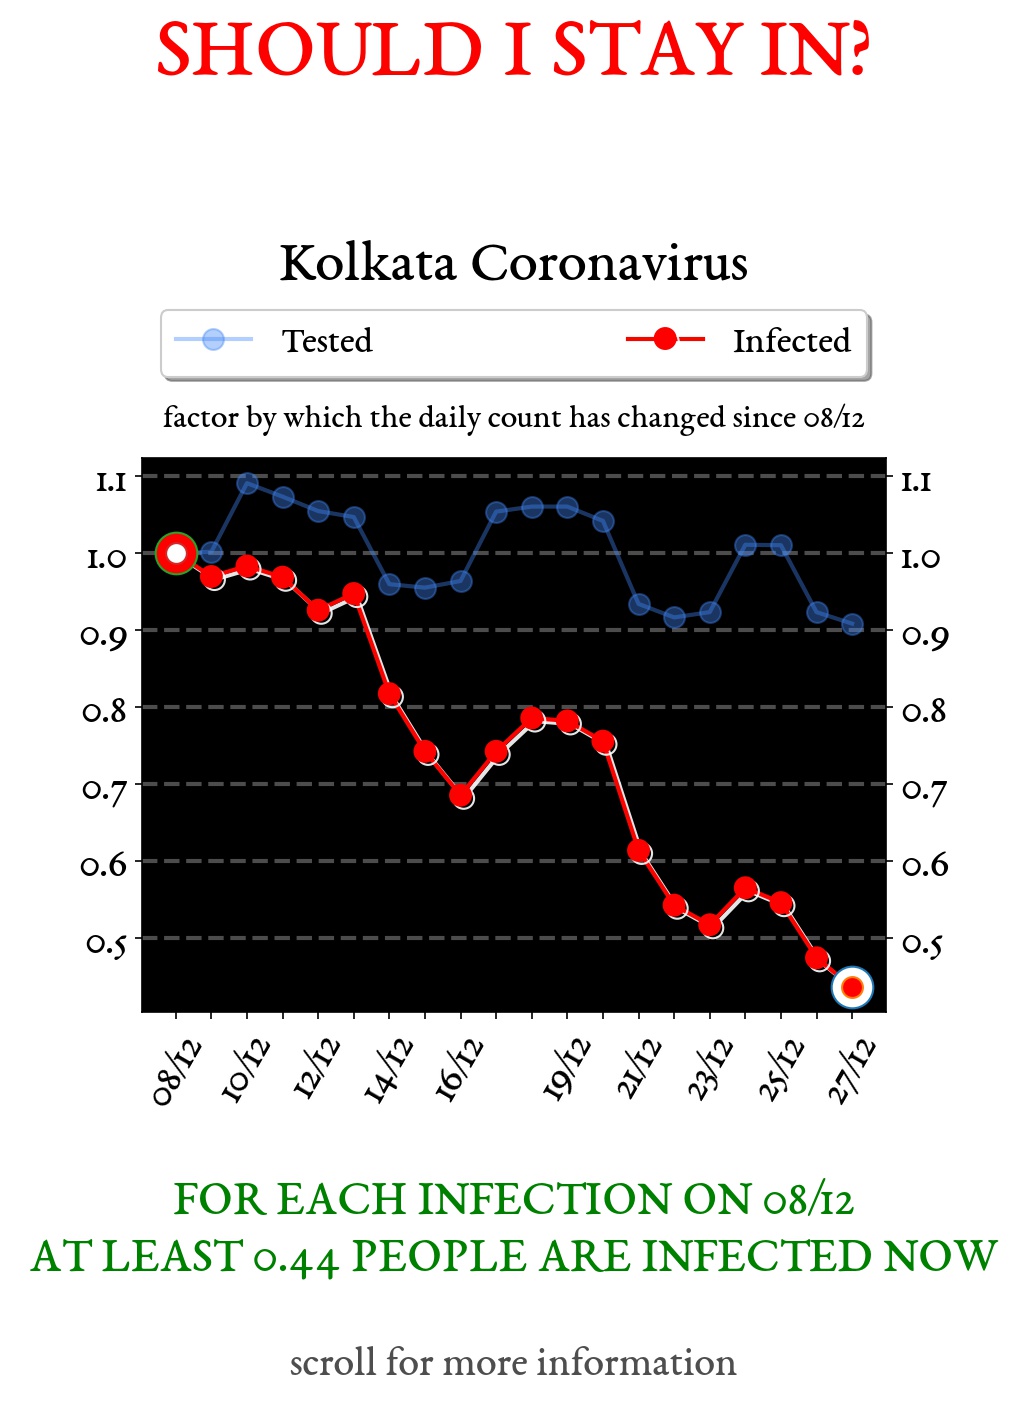 SHOULD I STAY IN?
Kolkata Coronavirus
Tested Infected
factor by which the daily count has changed since 08/12
1.1 1.1
1.0 1.0
0.9 0.9
0.8 0.8
0.7 0.7
0.6 0.6
0.5 0.5
08/12 10/12 12/12 14/12 16/12 19/12 21/12 23/12 25/12 27/12
FOR EACH INFECTION ON 08/12
AT LEAST 0.44 PEOPLE ARE INFECTED NOW
scroll for more information